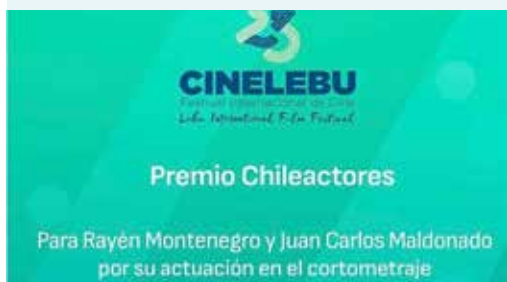 23
CINELEBU
Festival Internacional de Cine
Lebu International Film Festival
Premio Chileactores
Para Rayén Montenegro y Juan Carlos Maldonado
por su actuación en el cortometraje